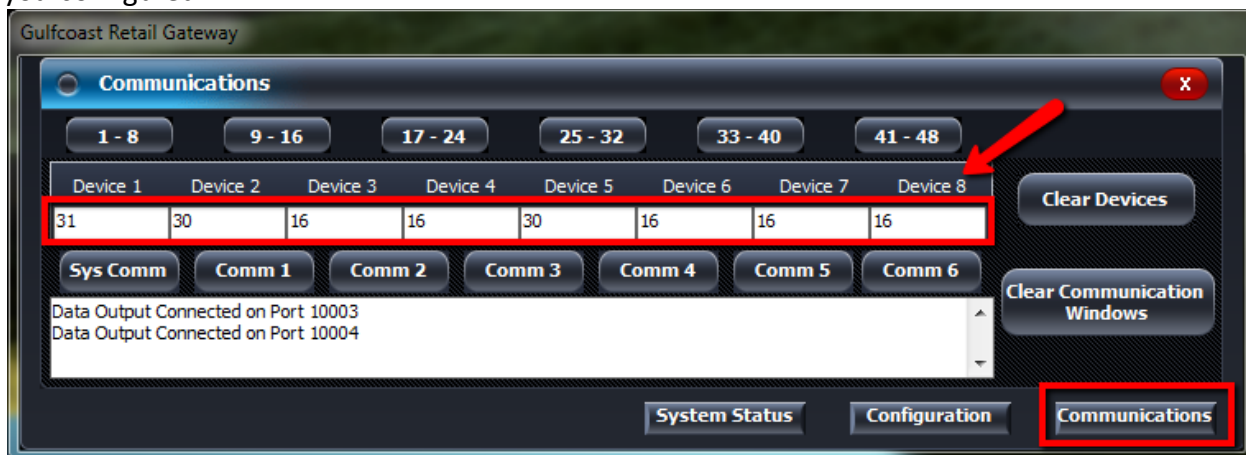 Gulfcoast Retail Gateway
Communications
X
1 - 8 9 - 16 17 - 24 25 - 32 33 - 40 41 - 48
Device 1 Device 2 Device 3 Device 4 Device 5 Device 6 Device 7 Device 8
31 30 16 16 30 16 16 16
Clear Devices
Sys Comm Comm 1 Comm 2 Comm 3 Comm 4 Comm 5 Comm 6
Data Output Connected on Port 10003
Data Output Connected on Port 10004
Clear Communication
Windows
System Status Configuration Communications